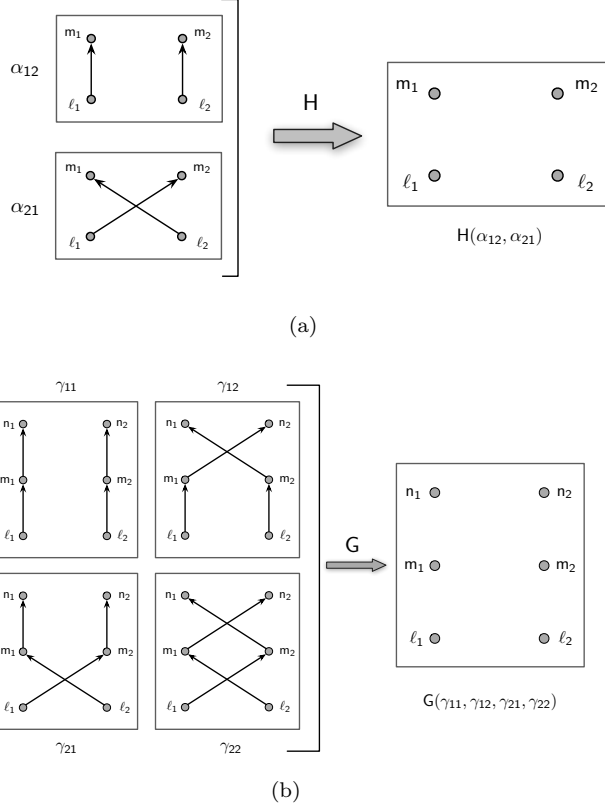 m₁ m₂
α₁₂
ℓ₁ ℓ₂
m₁ m₂
α₂₁
ℓ₁ ℓ₂
H
m₁ m₂
ℓ₁ ℓ₂
H(α₁₂, α₂₁)
(a)
γ₁₁ γ₁₂
n₁ n₂ n₁ n₂
m₁ m₂ m₁ m₂
ℓ₁ ℓ₂ ℓ₁ ℓ₂
n₁ n₂ n₁ n₂
m₁ m₂ m₁ m₂
ℓ₁ ℓ₂ ℓ₁ ℓ₂
γ₂₁ γ₂₂
G
n₁ n₂
m₁ m₂
ℓ₁ ℓ₂
G(γ₁₁, γ₁₂, γ₂₁, γ₂₂)
(b)